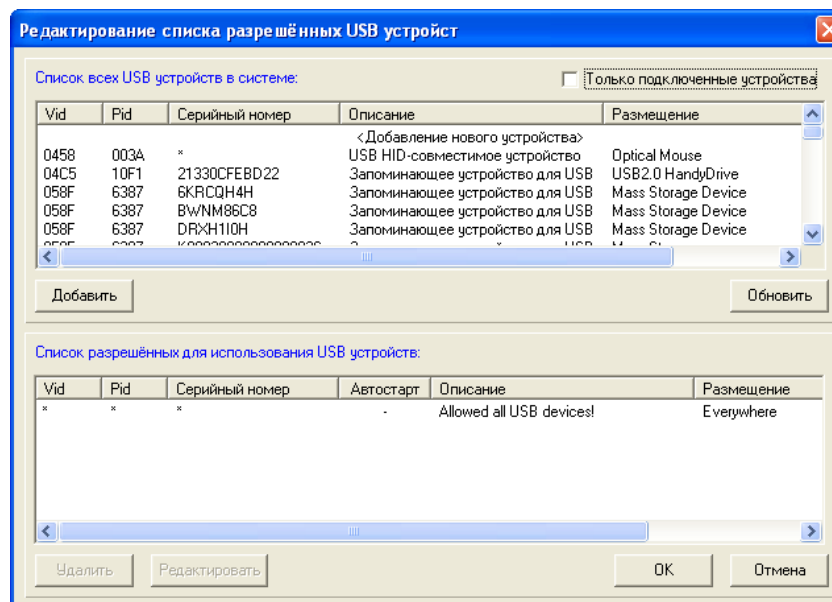 Редактирование списка разрешённых USB устройст
Список всех USB устройств в системе: Только подключенные устройства
Vid Pid Серийный номер Описание Размещение
<Добавление нового устройства>
0458 003A * USB HID-совместимое устройство Optical Mouse
04C5 10F1 21330CFEBD22 Запоминающее устройство для USB USB2.0 HandyDrive
058F 6387 6KRCQH4H Запоминающее устройство для USB Mass Storage Device
058F 6387 BWNM86C8 Запоминающее устройство для USB Mass Storage Device
058F 6387 DRXH1I0H Запоминающее устройство для USB Mass Storage Device
Добавить Обновить
Список разрешённых для использования USB устройств:
Vid Pid Серийный номер Автостарт Описание Размещение
* * * - Allowed all USB devices! Everywhere
Удалить Редактировать OK Отмена